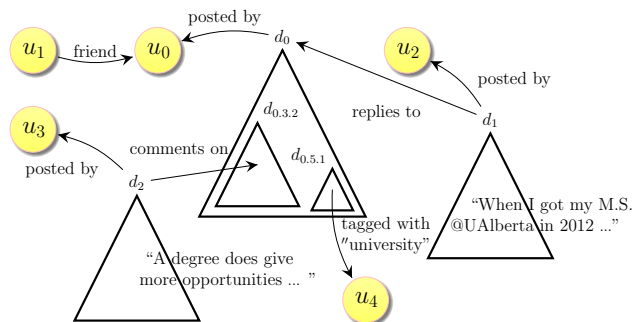 posted by
u₁
friend
u₀
d₀
u₂
posted by
d₀.₃.₂
replies to
d₁
u₃
comments on
d₀.₅.₁
posted by
d₂
"When I got my M.S.
@UAlberta in 2012 ..."
tagged with
"university"
"A degree does give
more opportunities ... "
u₄